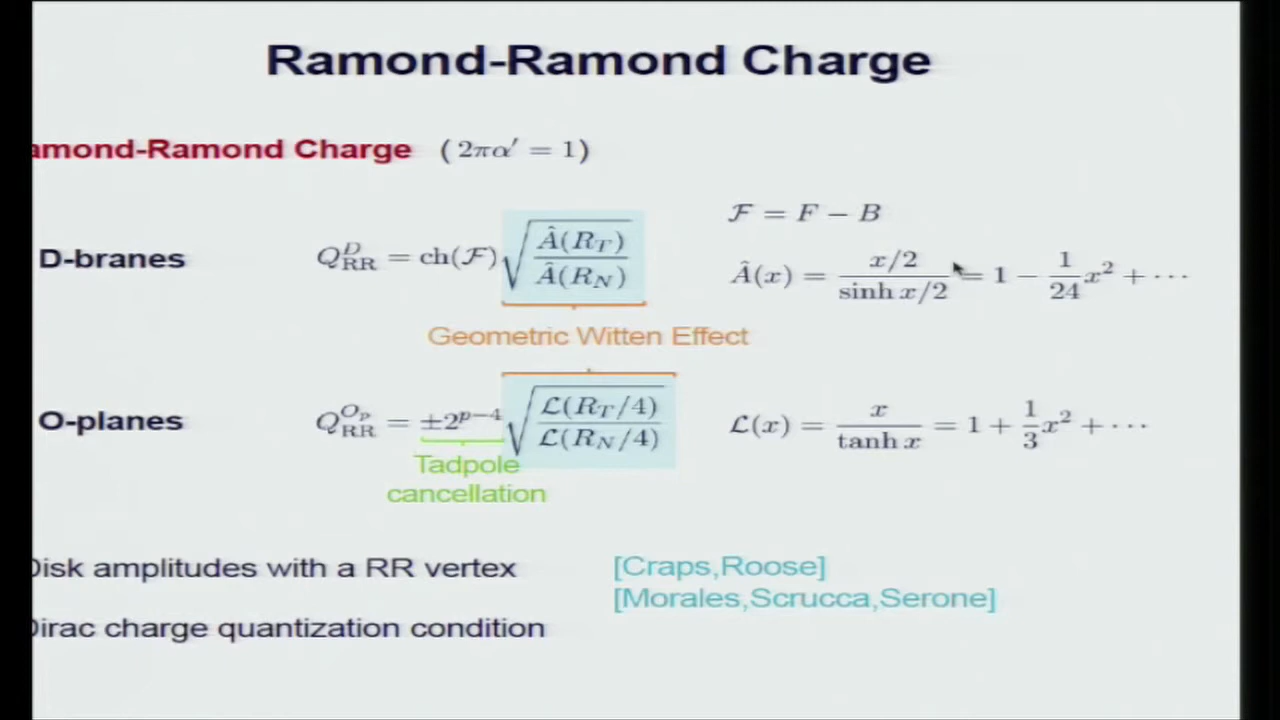 Ramond-Ramond Charge
amond-Ramond Charge ( 2πα′ = 1 )
D-branes Q^D_RR = ch(ℱ) √(Â(R_T) / Â(R_N)) ℱ = F − B
Â(x) = (x/2) / (sinh x/2) = 1 − (1/24)x² + ⋯
Geometric Witten Effect
O-planes Q^{O_p}_RR = ±2^{p−4} √(ℒ(R_T/4) / ℒ(R_N/4)) ℒ(x) = x / (tanh x) = 1 + (1/3)x² + ⋯
Tadpole
cancellation
Disk amplitudes with a RR vertex [Craps,Roose]
[Morales,Scrucca,Serone]
Dirac charge quantization condition